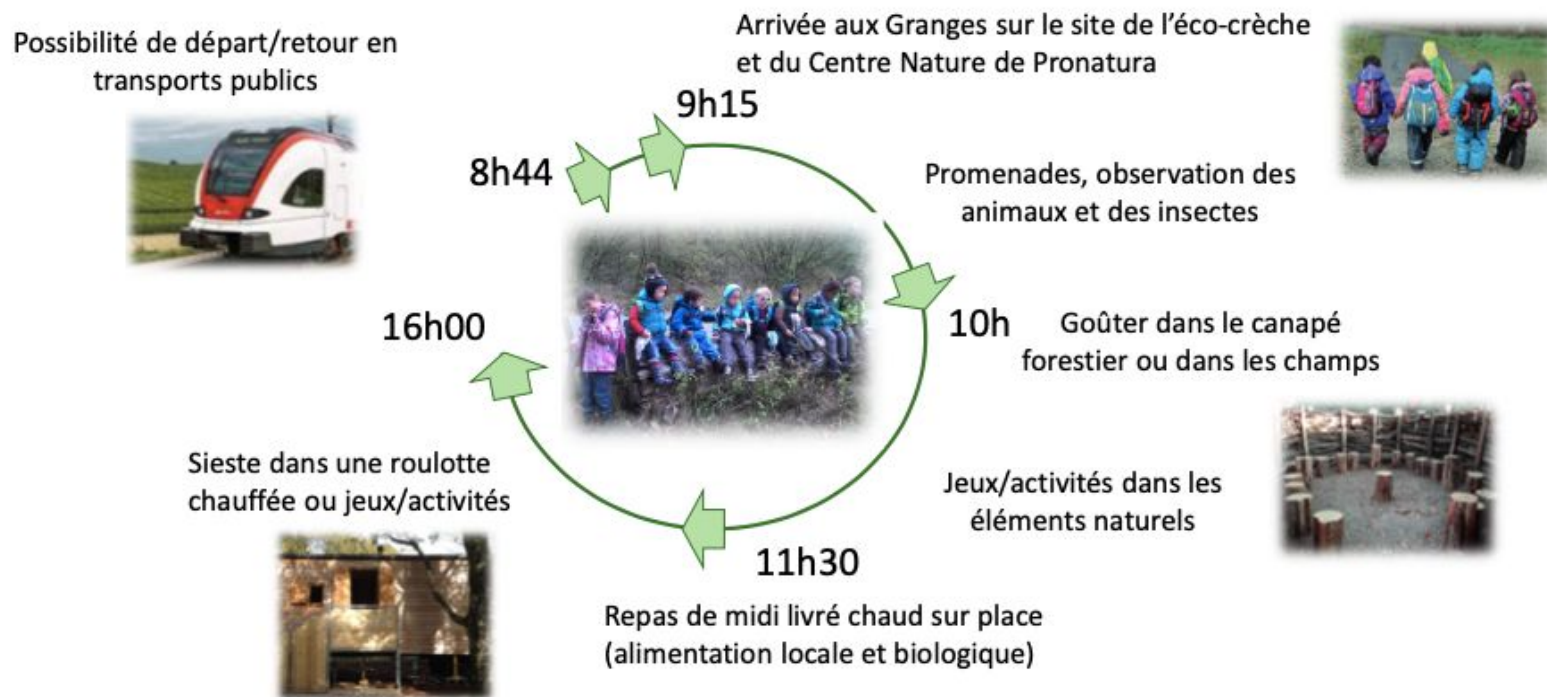 Possibilité de départ/retour en
transports publics
8h44
9h15
Arrivée aux Granges sur le site de l’éco-crèche
et du Centre Nature de Pronatura
Promenades, observation des
animaux et des insectes
10h
Goûter dans le canapé
forestier ou dans les champs
Jeux/activités dans les
éléments naturels
11h30
Repas de midi livré chaud sur place
(alimentation locale et biologique)
Sieste dans une roulotte
chauffée ou jeux/activités
16h00